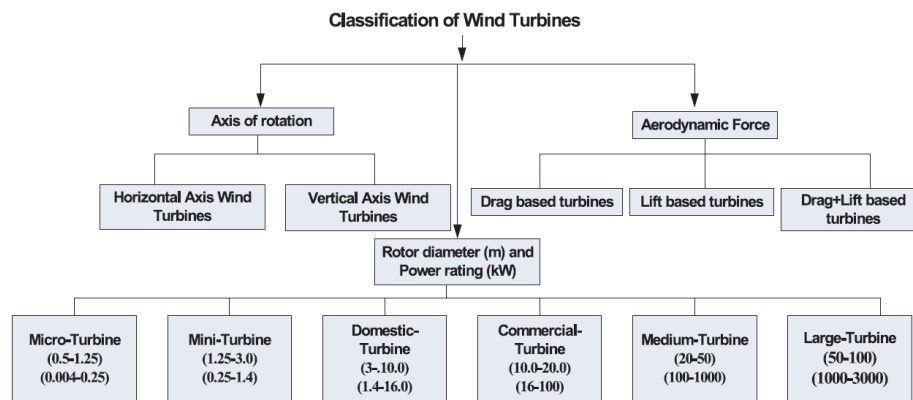 Classification of Wind Turbines
Axis of rotation
Aerodynamic Force
Horizontal Axis Wind
Turbines
Vertical Axis Wind
Turbines
Drag based turbines
Lift based turbines
Drag+Lift based
turbines
Rotor diameter (m) and
Power rating (kW)
Micro-Turbine
(0.5-1.25)
(0.004-0.25)
Mini-Turbine
(1.25-3.0)
(0.25-1.4)
Domestic-
Turbine
(3-.10.0)
(1.4-16.0)
Commercial-
Turbine
(10.0-20.0)
(16-100)
Medium-Turbine
(20-50)
(100-1000)
Large-Turbine
(50-100)
(1000-3000)